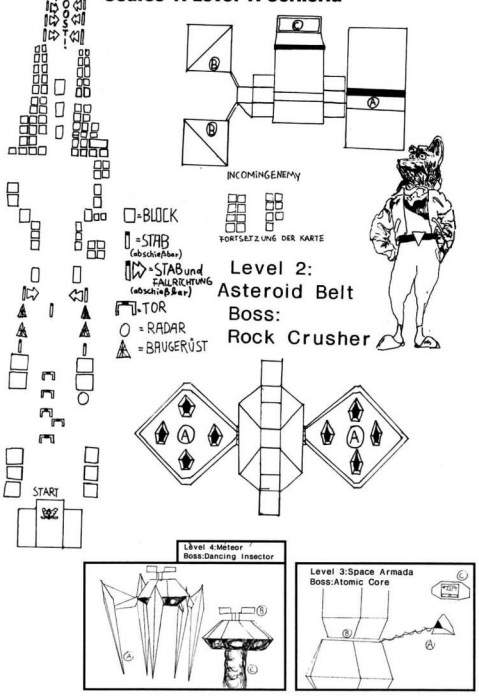 BOOST!
B
C
A
B
INCOMINGENEMY
FORTSETZUNG DER KARTE
=BLOCK
=STAB
(abschießbar)
=STAB und
FALLRICHTUNG
(abschießbar)
=TOR
=RADAR
=BAUGERÜST
Level 2:
Asteroid Belt
Boss:
Rock Crusher
A
A
START
Level 4:Meteor
Boss:Dancing Insector
A
B
C
Level 3:Space Armada
Boss:Atomic Core
C
B
A